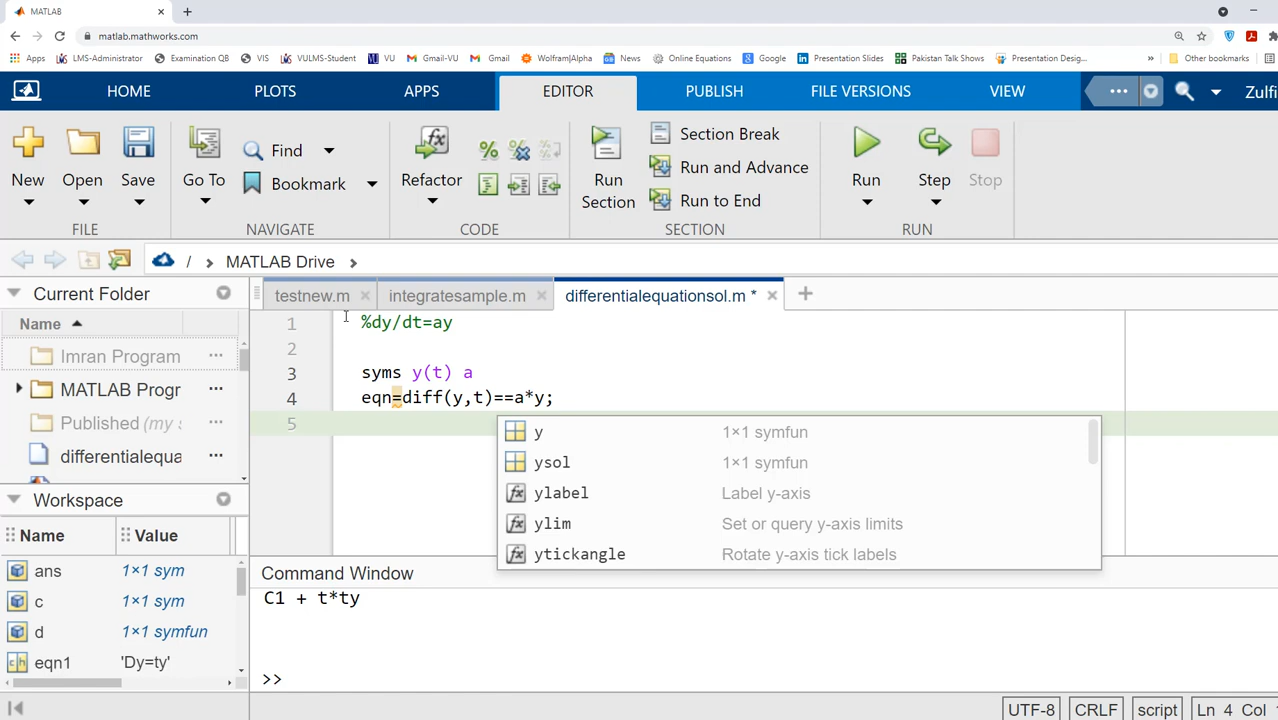 MATLAB
matlab.mathworks.com
Apps LMS-Administrator Examination QB VIS VULMS-Student VU Gmail-VU Gmail Wolfram|Alpha News Online Equations Google Presentation Slides Pakistan Talk Shows Presentation Desig... » Other bookmarks
HOME PLOTS APPS EDITOR PUBLISH FILE VERSIONS VIEW ... Zulfi
New Open Save Go To Find Bookmark Refactor Run Section Section Break Run and Advance Run to End Run Step Stop
FILE NAVIGATE CODE SECTION RUN
/ MATLAB Drive
Current Folder
Name
Imran Program ...
MATLAB Progr ...
Published (my s ...
differentialequa ...
testnew.m integratesample.m differentialequationsol.m *
1 %dy/dt=ay
2
3 syms y(t) a
4 eqn=diff(y,t)==a*y;
5
y 1×1 symfun
ysol 1×1 symfun
ylabel Label y-axis
ylim Set or query y-axis limits
ytickangle Rotate y-axis tick labels
Workspace
Name Value
ans 1×1 sym
c 1×1 sym
d 1×1 symfun
eqn1 'Dy=ty'
Command Window
C1 + t*ty
>>
UTF-8 CRLF script Ln 4 Col